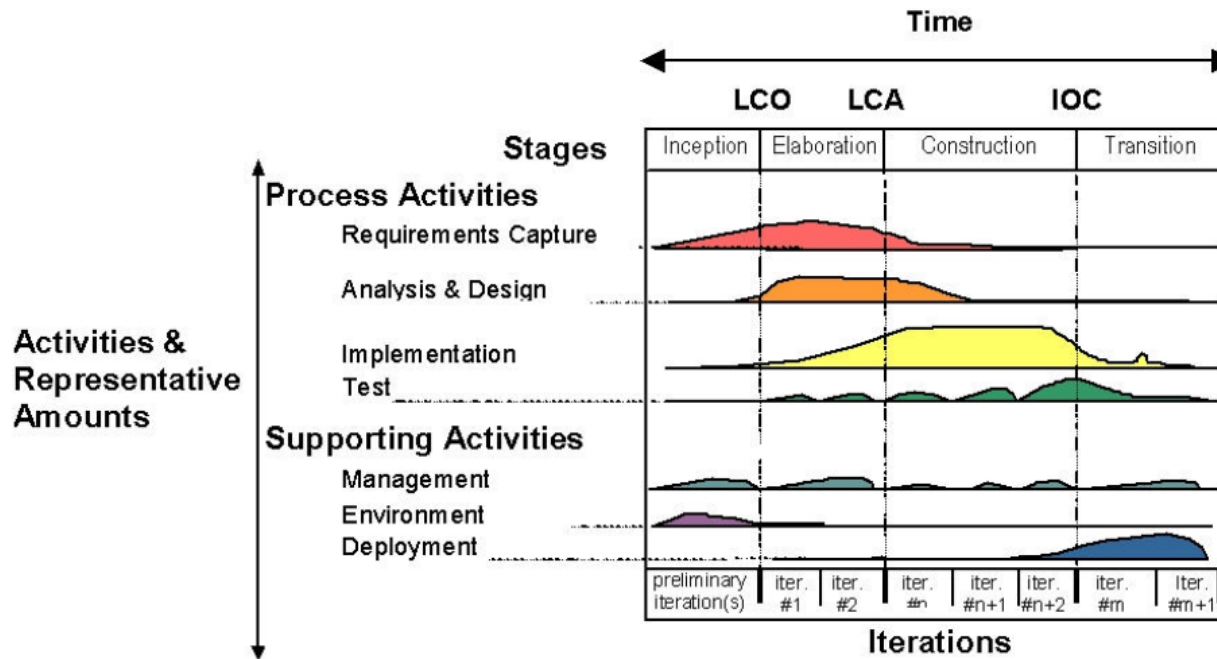 Time
LCO LCA IOC
Stages Inception Elaboration Construction Transition
Process Activities
Requirements Capture
Analysis & Design
Implementation
Test
Activities &
Representative
Amounts
Supporting Activities
Management
Environment
Deployment
preliminary iter. iter. iter. iter. iter. iter. Iter.
iteration(s) #1 #2 #n #n+1 #n+2 #m #m+1
Iterations